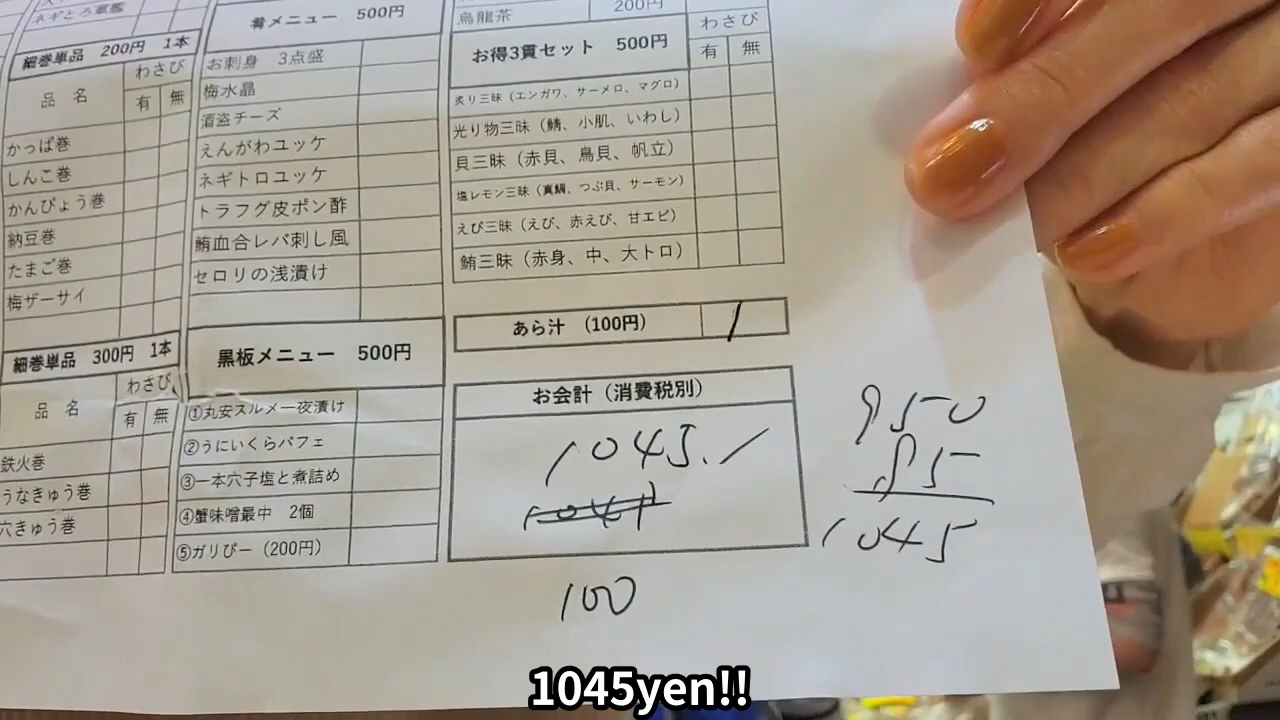 ネギとろ軍艦
細巻単品 200円 1本
品 名
わさび
有 無
かっぱ巻
しんこ巻
かんぴょう巻
納豆巻
たまご巻
梅ザーサイ
細巻単品 300円 1本
品 名
わさび
有 無
鉄火巻
うなきゅう巻
穴きゅう巻
肴メニュー 500円
お刺身 3点盛
梅水晶
酒盗チーズ
えんがわユッケ
ネギトロユッケ
トラフグ皮ポン酢
鮪血合レバ刺し風
セロリの浅漬け
黒板メニュー 500円
①丸安スルメ一夜漬け
②うにいくらパフェ
③一本穴子塩と煮詰め
④蟹味噌最中 2個
⑤ガリぴー（200円）
烏龍茶 200円
お得3貫セット 500円
わさび
有 無
炙り三昧（エンガワ、サーメロ、マグロ）
光り物三昧（鯖、小肌、いわし）
貝三昧（赤貝、鳥貝、帆立）
塩レモン三昧（真鯛、つぶ貝、サーモン）
えび三昧（えび、赤えび、甘エビ）
鮪三昧（赤身、中、大トロ）
あら汁 （100円） /
お会計（消費税別）
1045.-
100
950
95
1045
1045yen!!